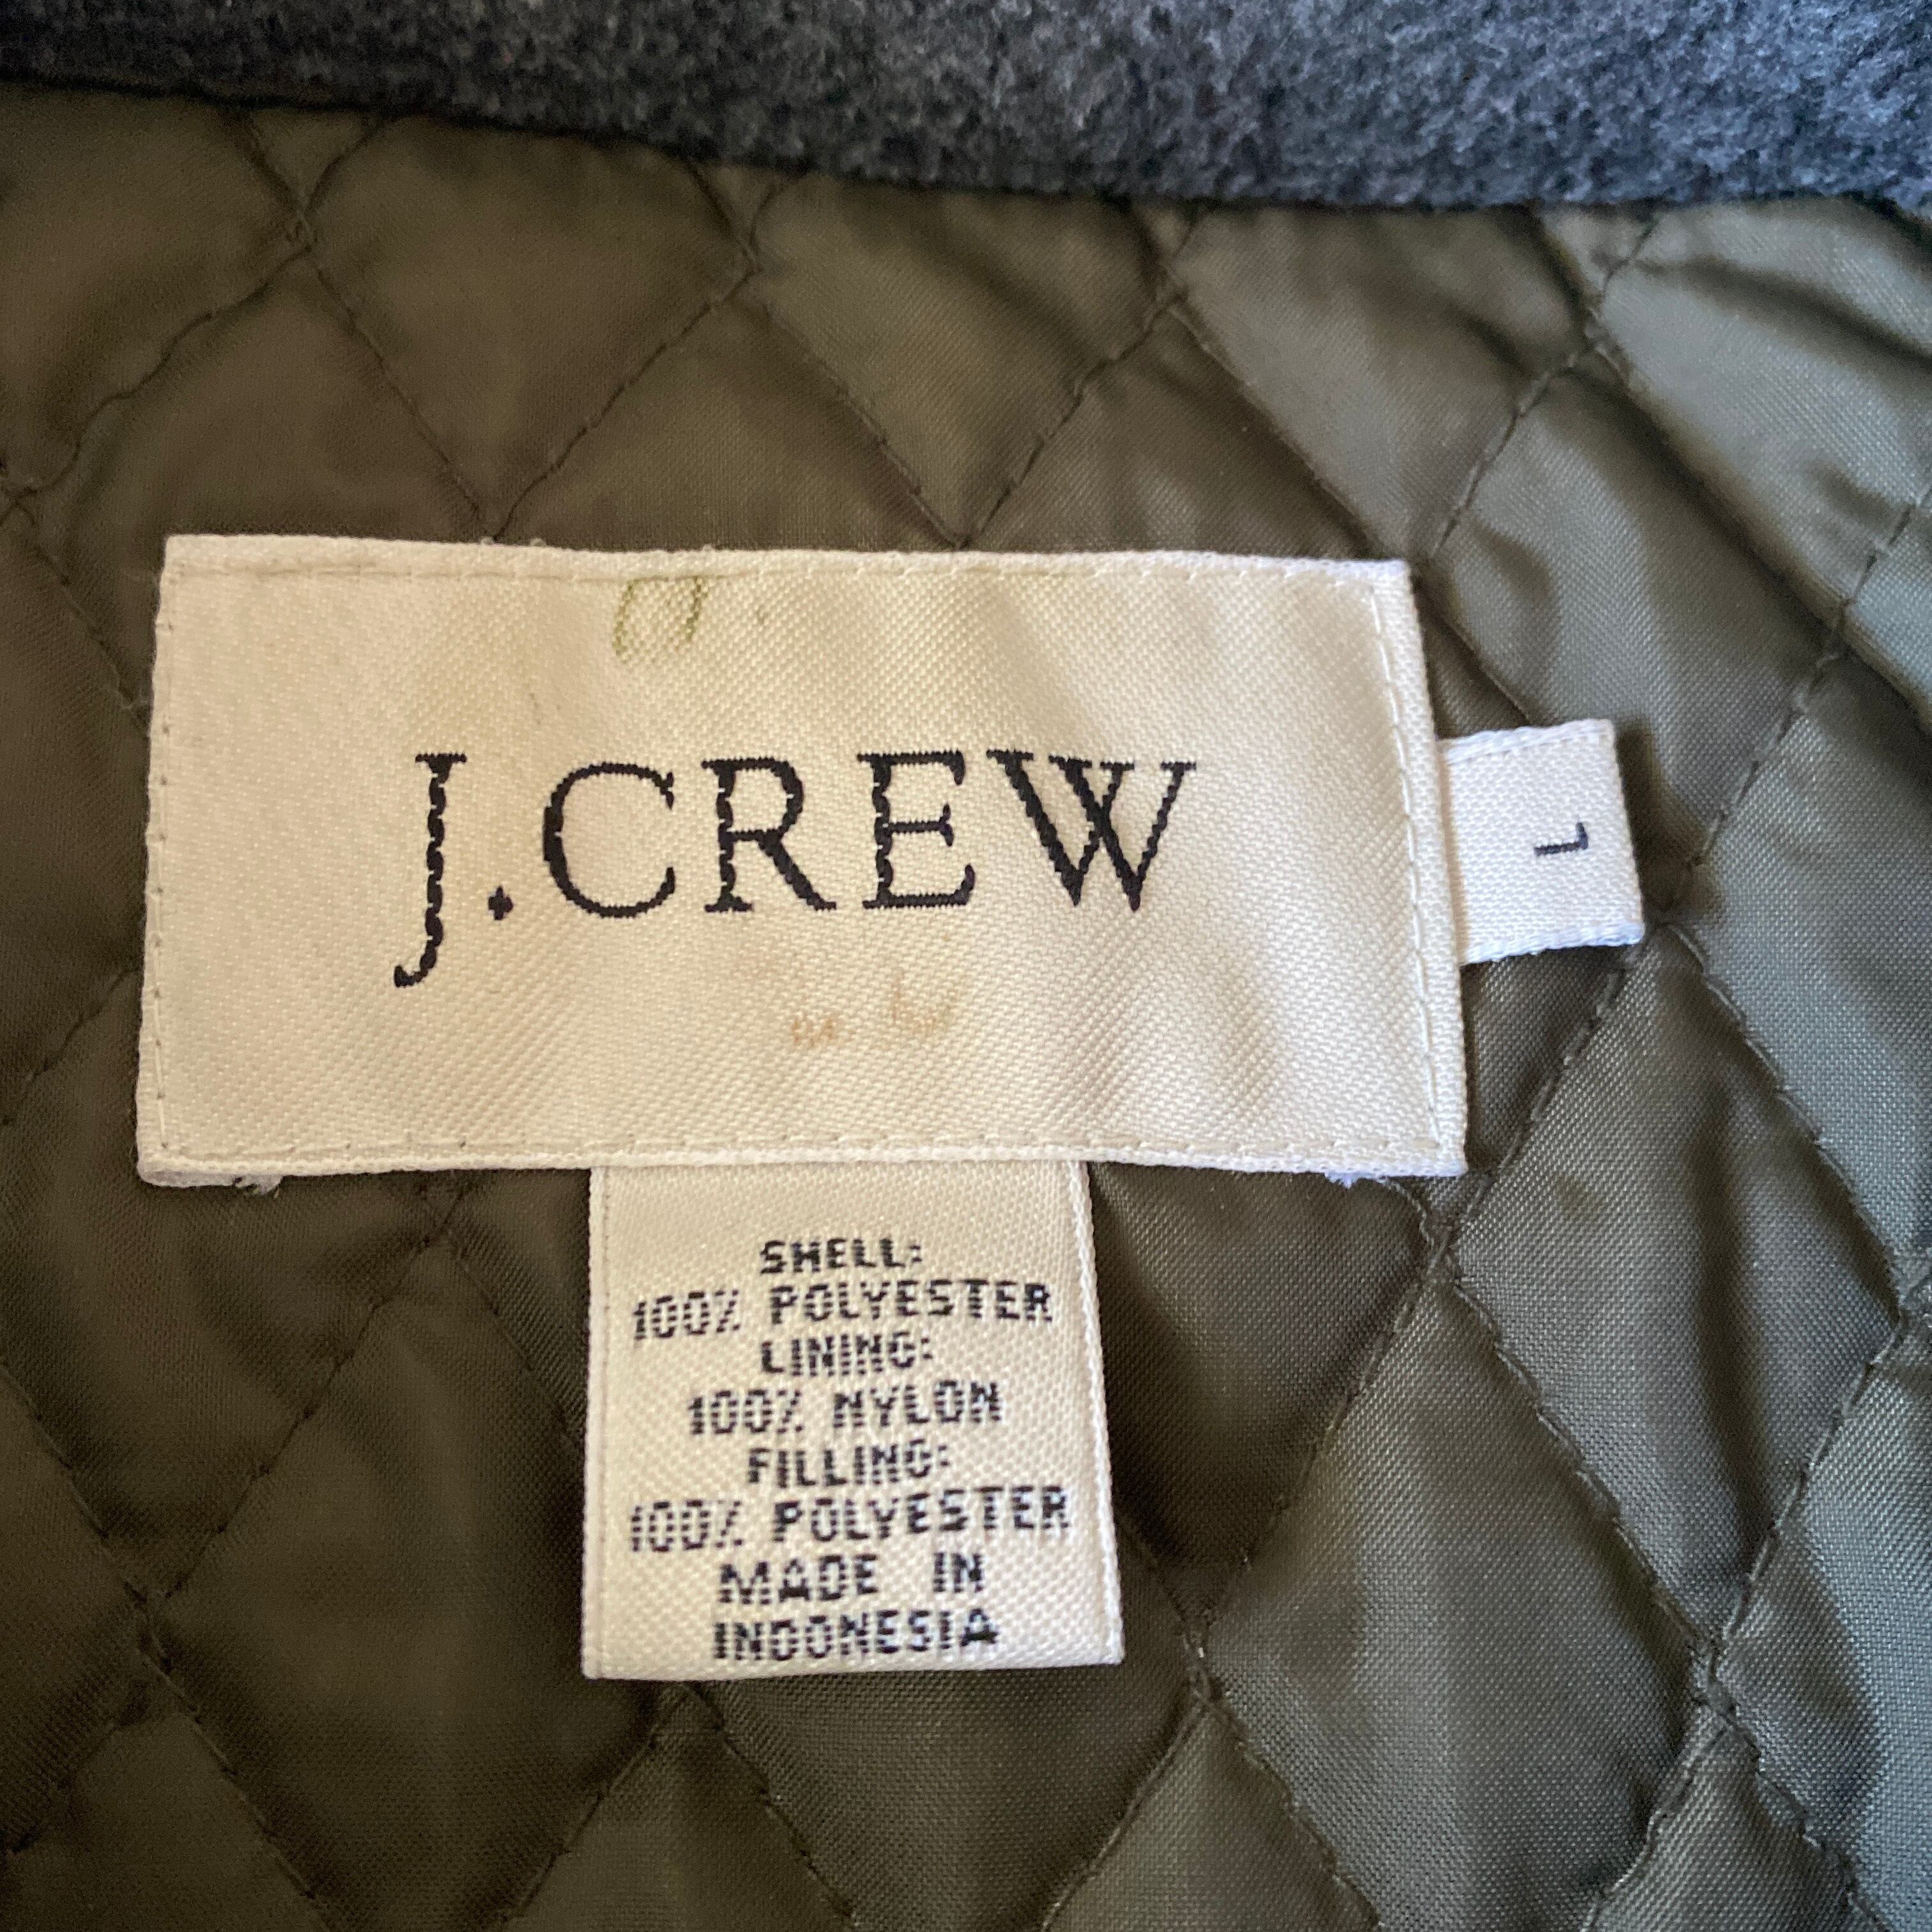 J.CREW
L
SHELL:
100% POLYESTER
LINING:
100% NYLON
FILLING:
100% POLYESTER
MADE IN
INDONESIA